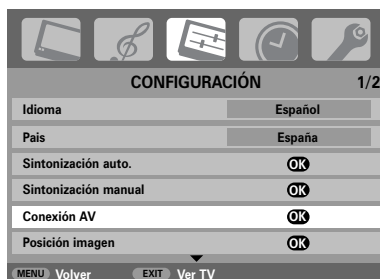 CONFIGURACIÓN 1/2
Idioma Español
Pais España
Sintonización auto. OK
Sintonización manual OK
Conexión AV OK
Posición imagen OK
MENU Volver EXIT Ver TV